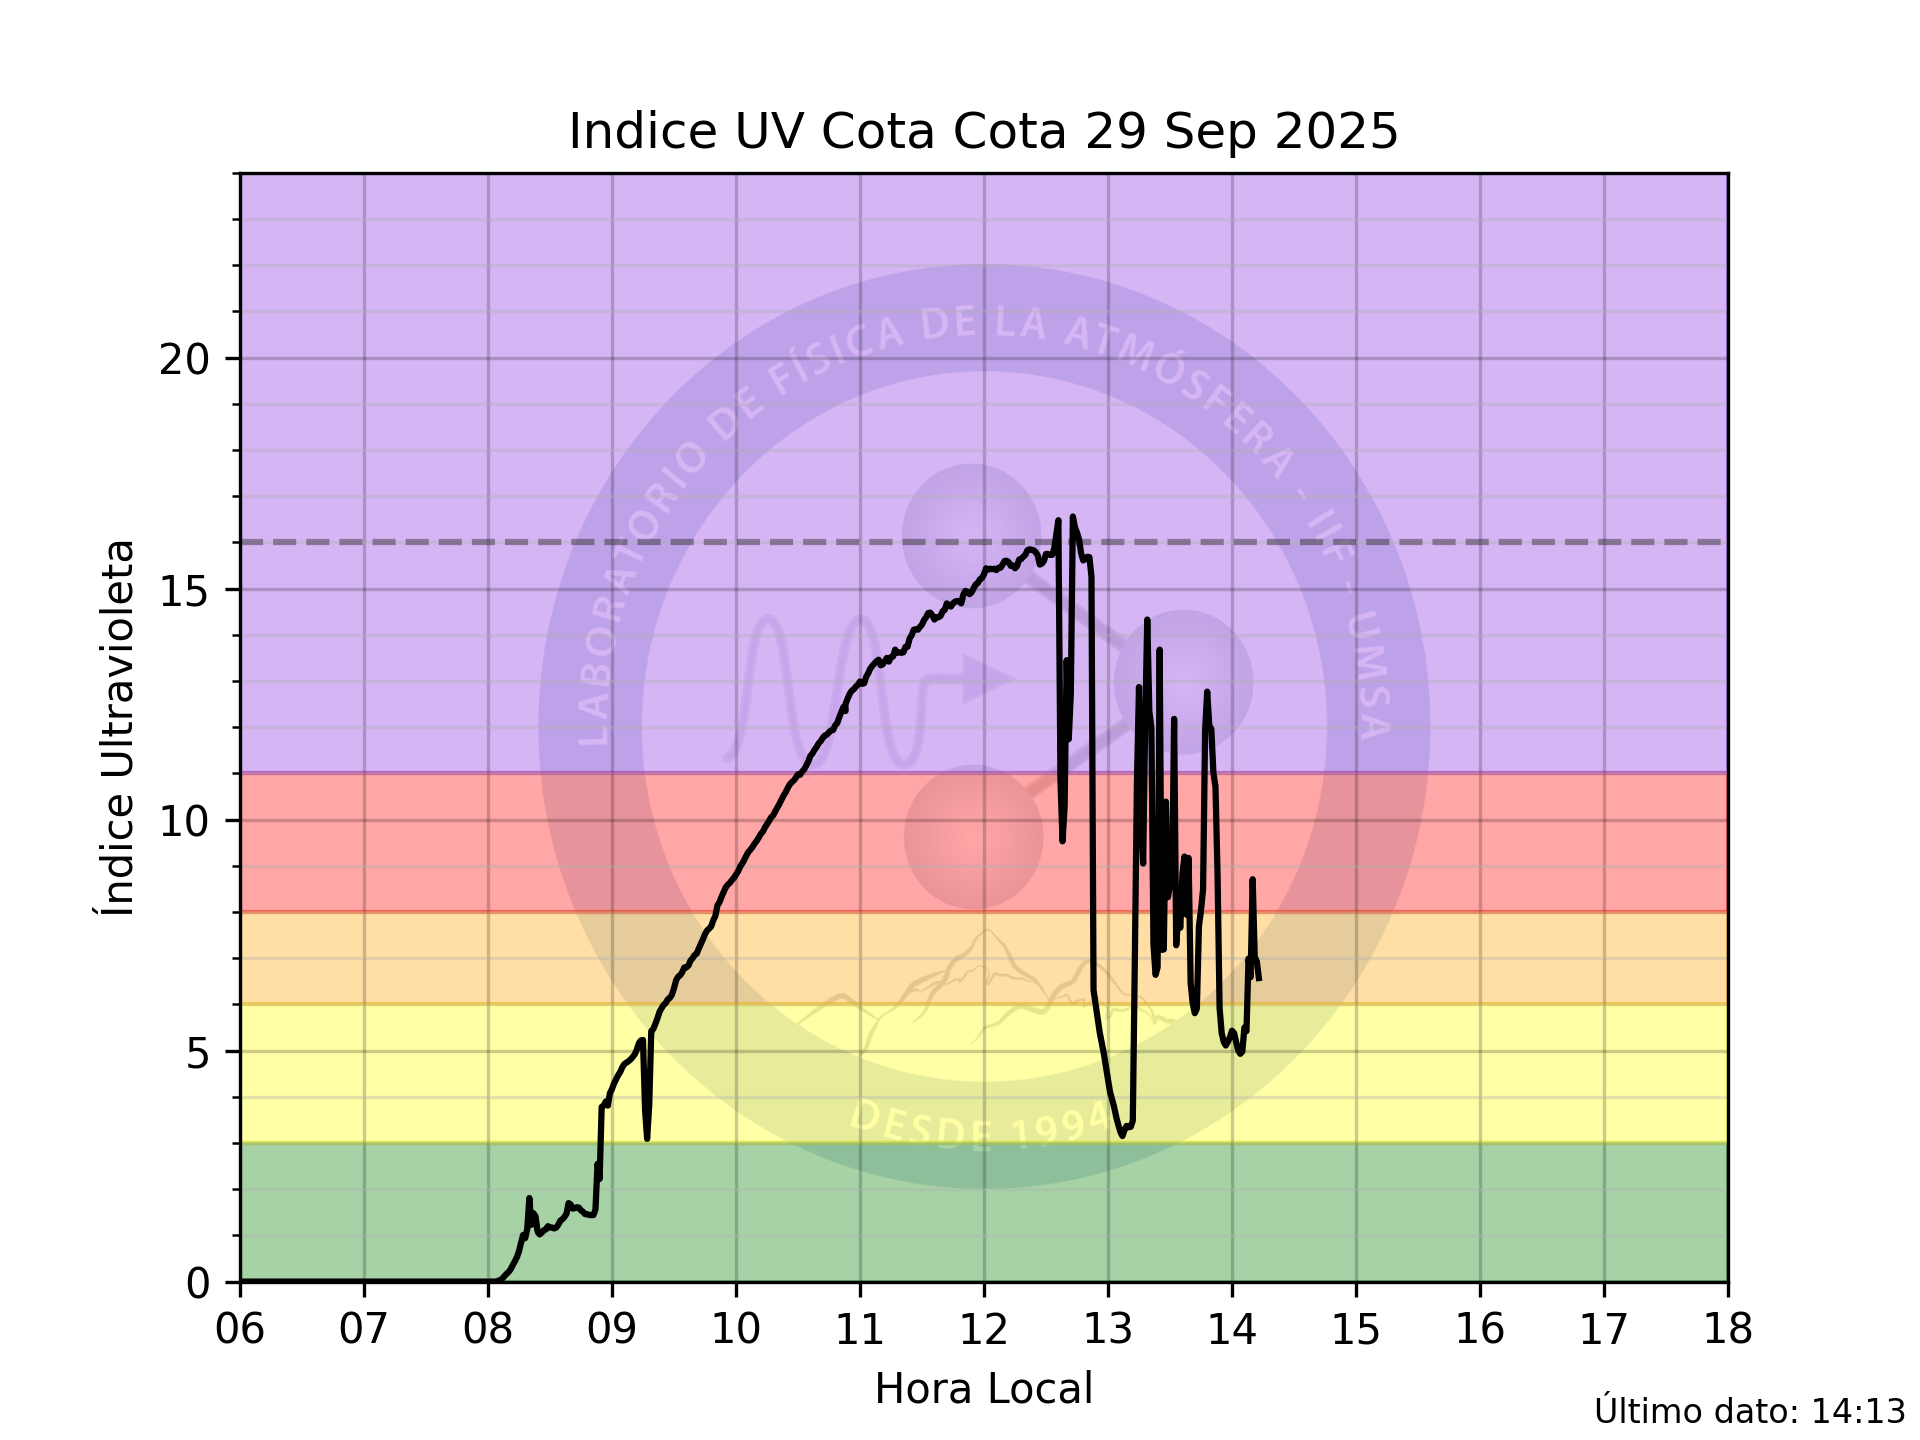 Indice UV Cota Cota 29 Sep 2025
Índice Ultravioleta
20
15
10
5
0
LABORATORIO DE FÍSICA DE LA ATMÓSFERA - IIF - UMSA
DESDE 1994
06 07 08 09 10 11 12 13 14 15 16 17 18
Hora Local
Último dato: 14:13